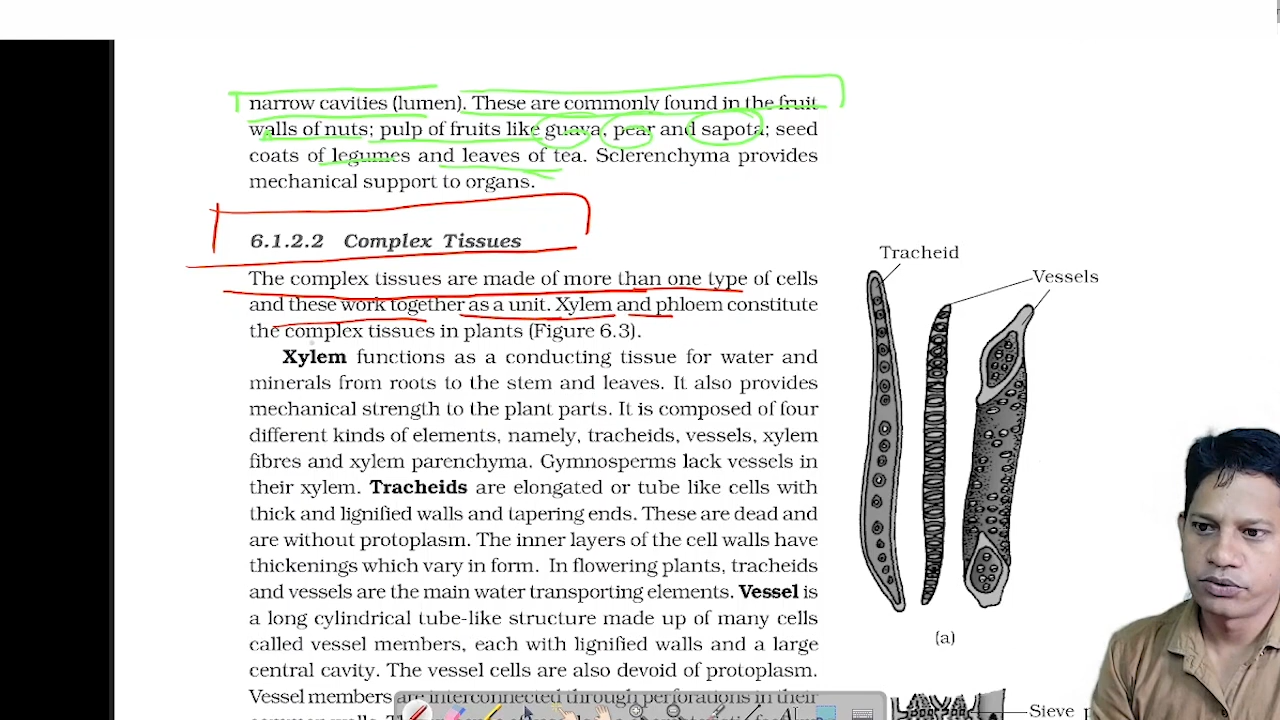 narrow cavities (lumen). These are commonly found in the fruit
walls of nuts; pulp of fruits like guava, pear and sapota; seed
coats of legumes and leaves of tea. Sclerenchyma provides
mechanical support to organs.
6.1.2.2 Complex Tissues
The complex tissues are made of more than one type of cells
and these work together as a unit. Xylem and phloem constitute
the complex tissues in plants (Figure 6.3).
Xylem functions as a conducting tissue for water and
minerals from roots to the stem and leaves. It also provides
mechanical strength to the plant parts. It is composed of four
different kinds of elements, namely, tracheids, vessels, xylem
fibres and xylem parenchyma. Gymnosperms lack vessels in
their xylem. Tracheids are elongated or tube like cells with
thick and lignified walls and tapering ends. These are dead and
are without protoplasm. The inner layers of the cell walls have
thickenings which vary in form. In flowering plants, tracheids
and vessels are the main water transporting elements. Vessel is
a long cylindrical tube-like structure made up of many cells
called vessel members, each with lignified walls and a large
central cavity. The vessel cells are also devoid of protoplasm.
Vessel members are interconnected through perforations in their
Tracheid
Vessels
(a)
Sieve